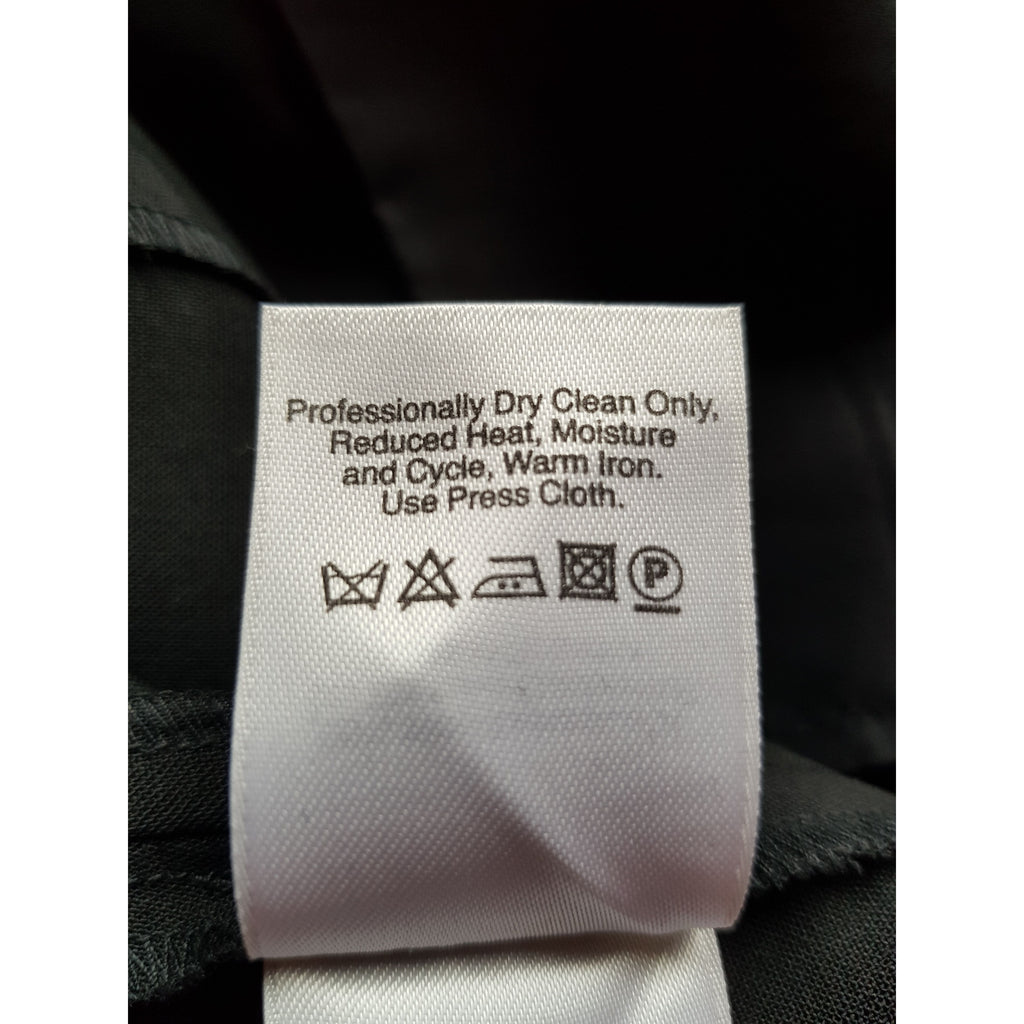 Professionally Dry Clean Only,
Reduced Heat, Moisture
and Cycle, Warm Iron.
Use Press Cloth.
P